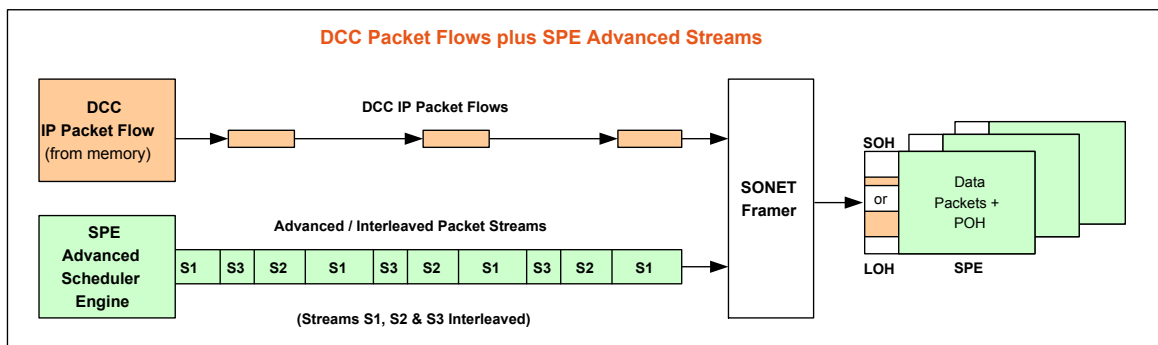 DCC Packet Flows plus SPE Advanced Streams
DCC
IP Packet Flow
(from memory)
DCC IP Packet Flows
SONET
Framer
SOH
or
LOH
Data
Packets +
POH
SPE
SPE
Advanced
Scheduler
Engine
Advanced / Interleaved Packet Streams
S1 S3 S2 S1 S3 S2 S1 S3 S2 S1
(Streams S1, S2 & S3 Interleaved)